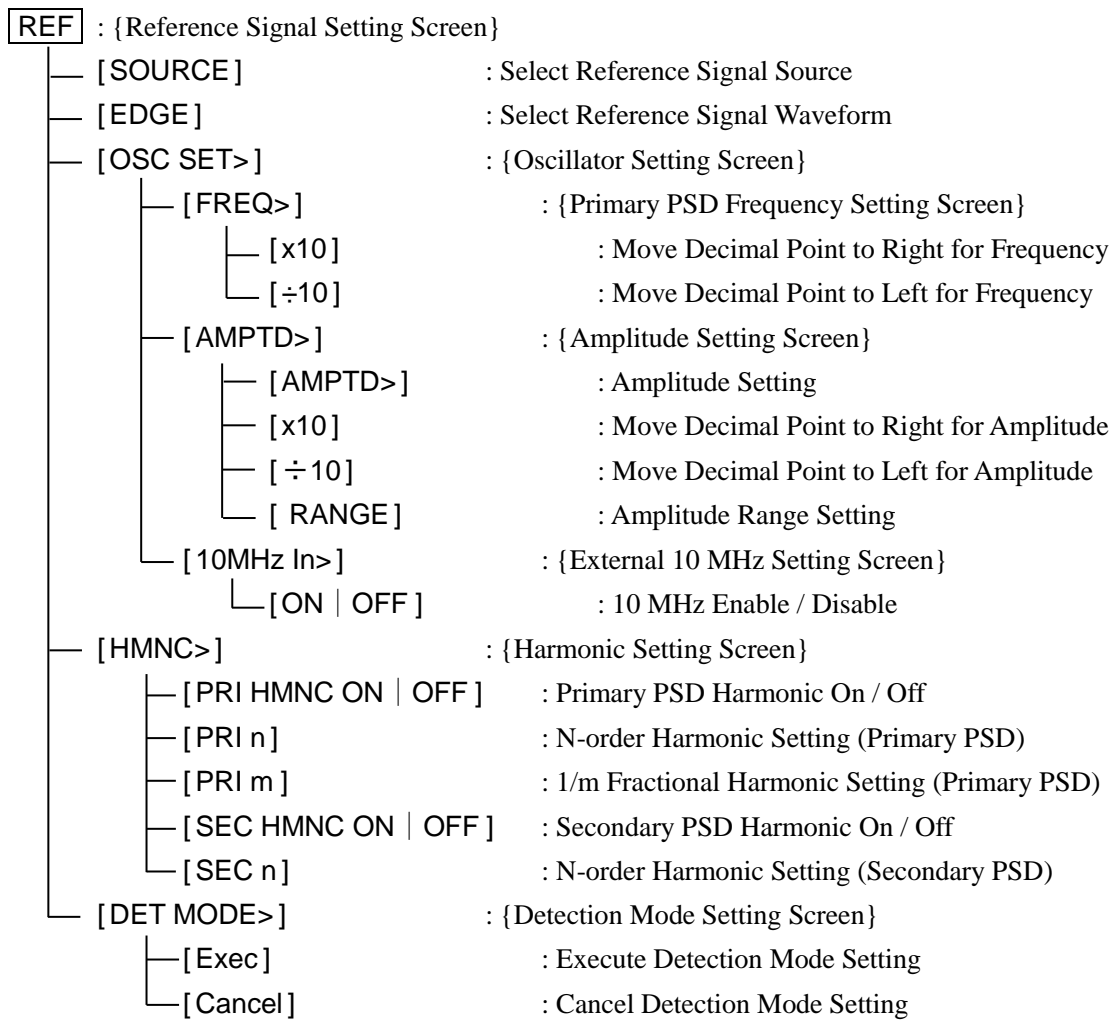 REF : {Reference Signal Setting Screen}
[SOURCE] : Select Reference Signal Source
[EDGE] : Select Reference Signal Waveform
[OSC SET>] : {Oscillator Setting Screen}
[FREQ>] : {Primary PSD Frequency Setting Screen}
[x10] : Move Decimal Point to Right for Frequency
[÷10] : Move Decimal Point to Left for Frequency
[AMPTD>] : {Amplitude Setting Screen}
[AMPTD>] : Amplitude Setting
[x10] : Move Decimal Point to Right for Amplitude
[÷10] : Move Decimal Point to Left for Amplitude
[ RANGE] : Amplitude Range Setting
[10MHz In>] : {External 10 MHz Setting Screen}
[ON｜OFF] : 10 MHz Enable / Disable
[HMNC>] : {Harmonic Setting Screen}
[PRI HMNC ON｜OFF] : Primary PSD Harmonic On / Off
[PRI n] : N-order Harmonic Setting (Primary PSD)
[PRI m] : 1/m Fractional Harmonic Setting (Primary PSD)
[SEC HMNC ON｜OFF] : Secondary PSD Harmonic On / Off
[SEC n] : N-order Harmonic Setting (Secondary PSD)
[DET MODE>] : {Detection Mode Setting Screen}
[Exec] : Execute Detection Mode Setting
[Cancel] : Cancel Detection Mode Setting